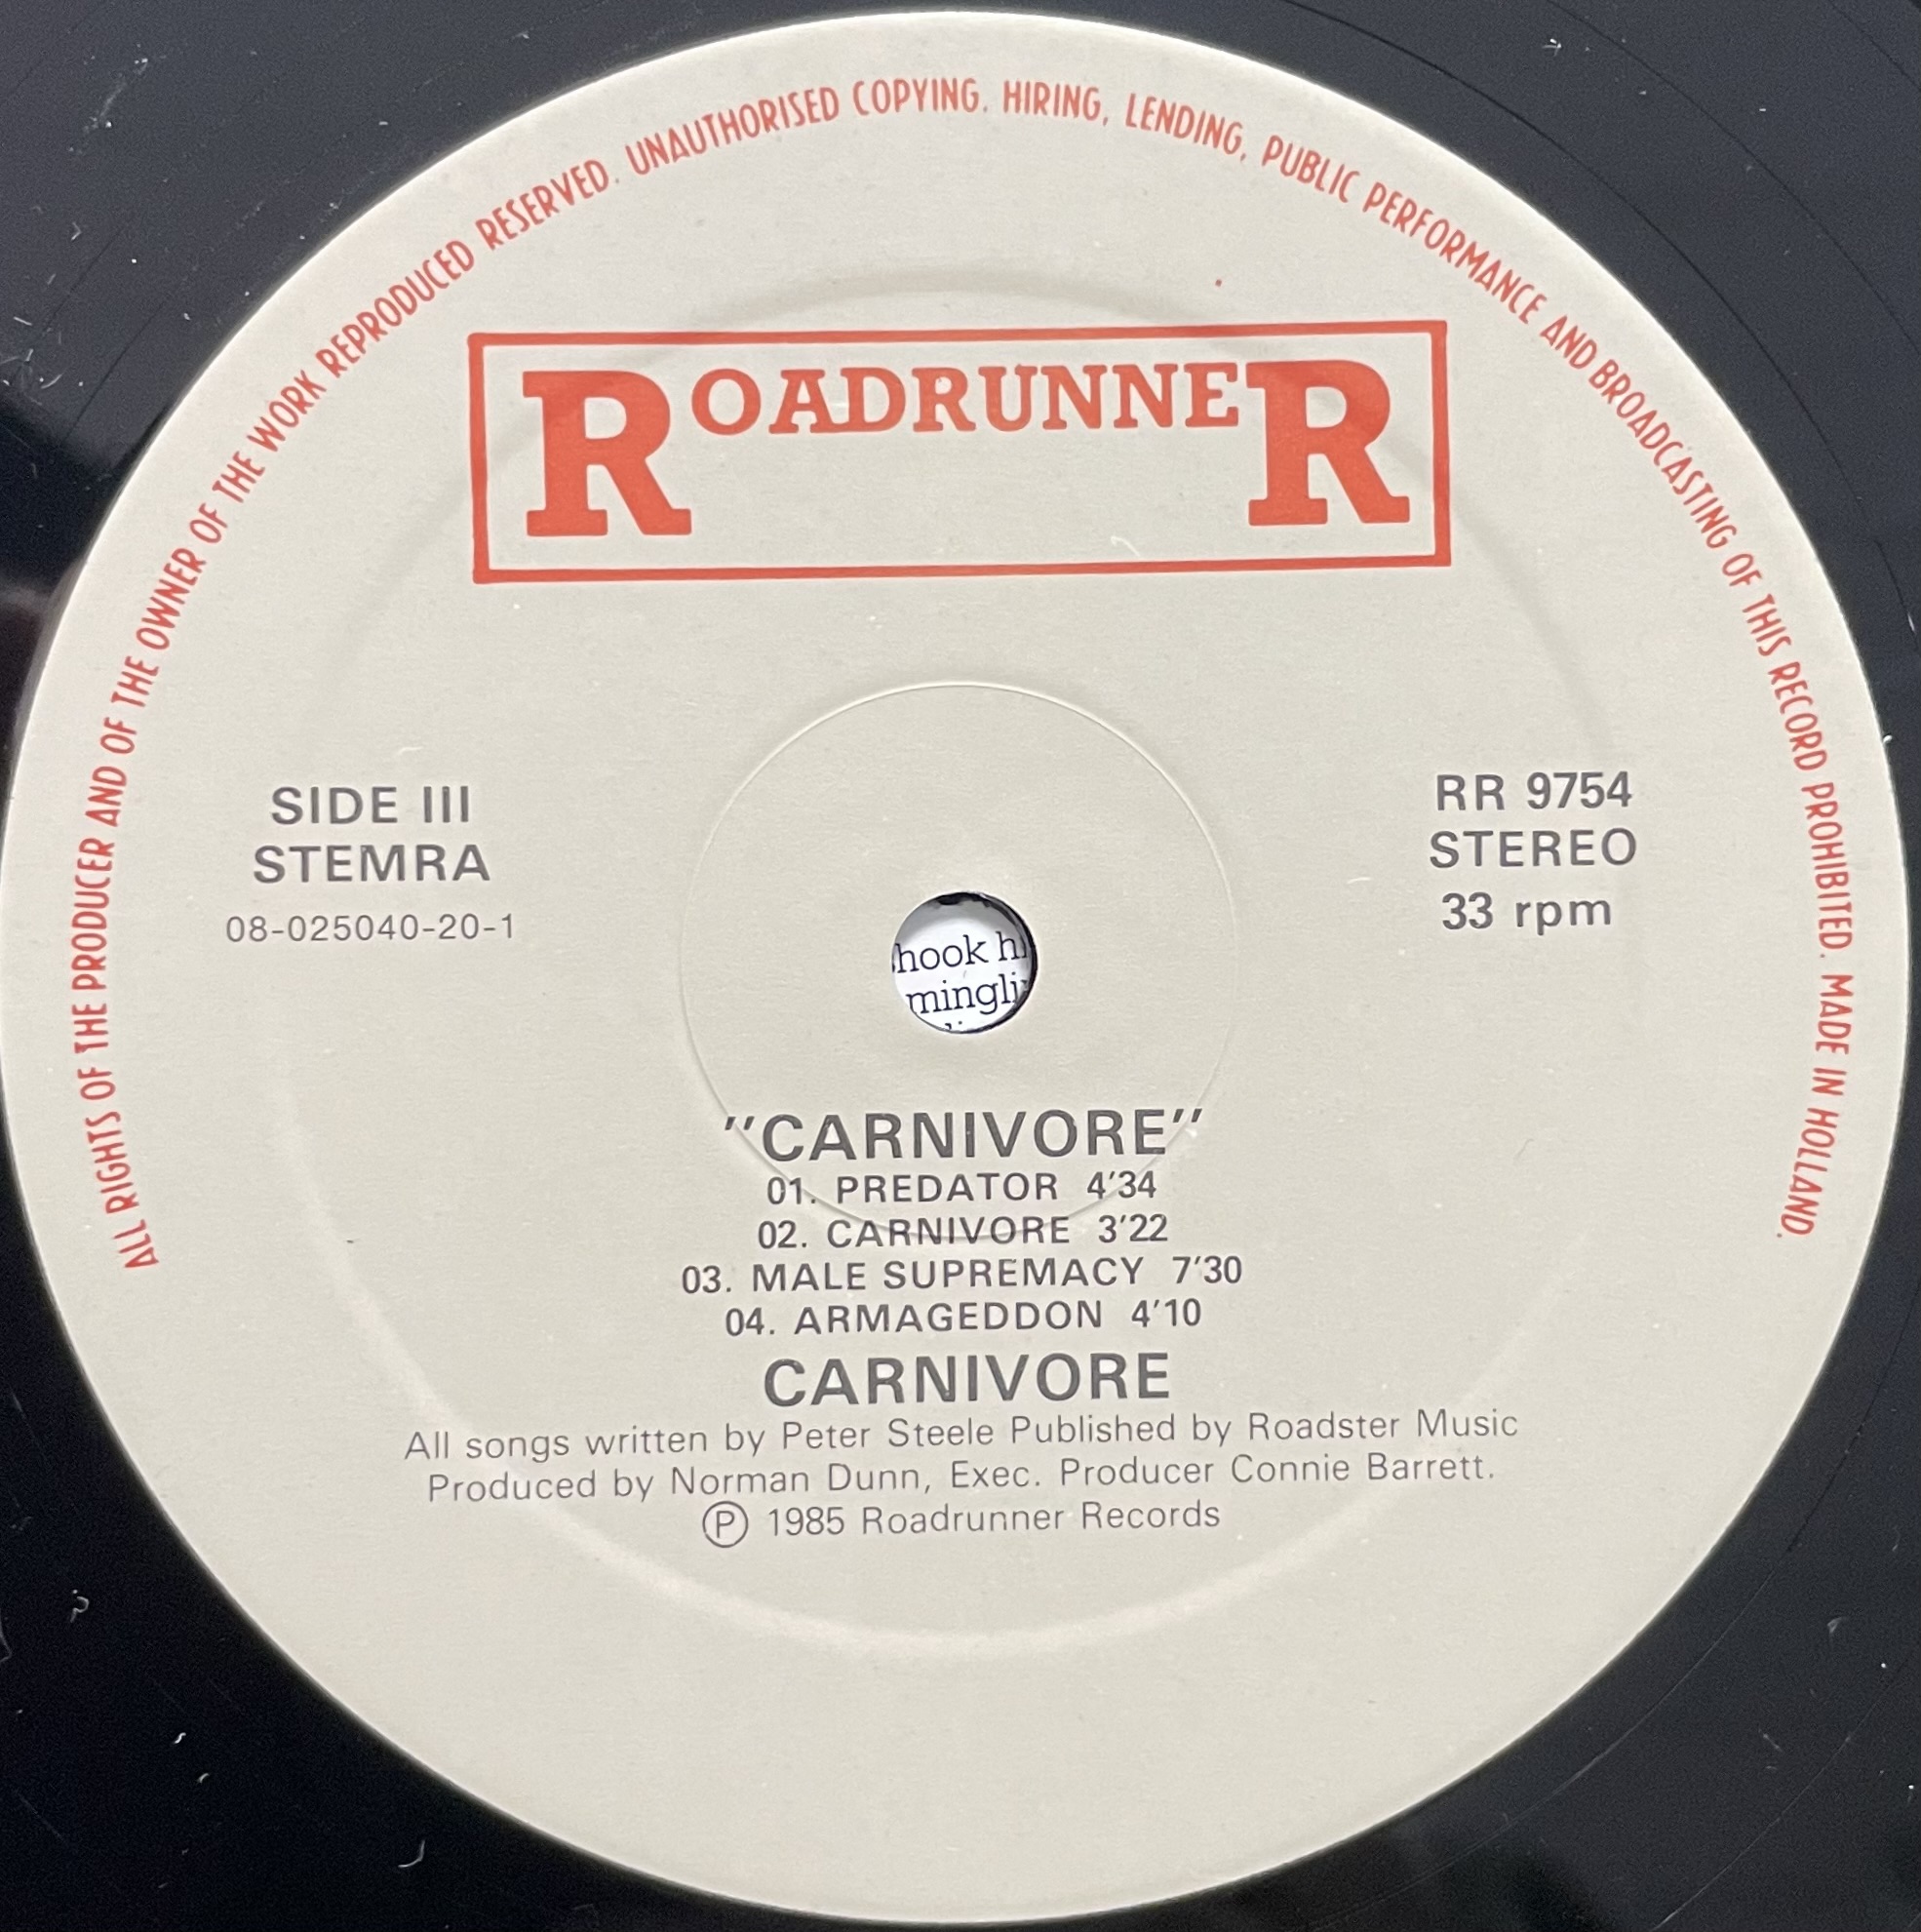 ALL RIGHTS OF THE PRODUCER AND OF THE OWNER OF THE WORK REPRODUCED RESERVED. UNAUTHORISED COPYING. HIRING, LENDING, PUBLIC PERFORMANCE AND BROADCASTING OF THIS RECORD PROHIBITED. MADE IN HOLLAND.
ROADRUNNER
SIDE III
STEMRA
08-025040-20-1
RR 9754
STEREO
33 rpm
hook h
mingli
"CARNIVORE"
01. PREDATOR 4'34
02. CARNIVORE 3'22
03. MALE SUPREMACY 7'30
04. ARMAGEDDON 4'10
CARNIVORE
All songs written by Peter Steele Published by Roadster Music
Produced by Norman Dunn, Exec. Producer Connie Barrett.
Ⓟ 1985 Roadrunner Records